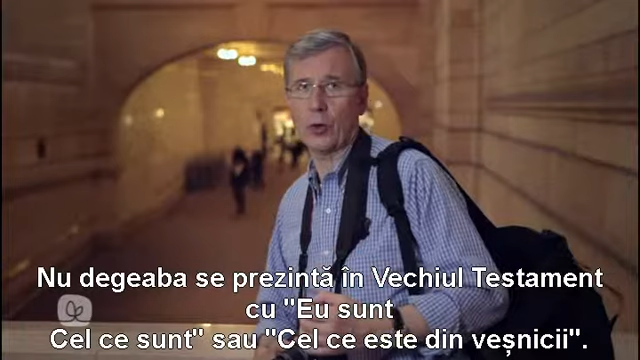 Nu degeaba se prezintă în Vechiul Testament
cu "Eu sunt
Cel ce sunt" sau "Cel ce este din veșnicii".